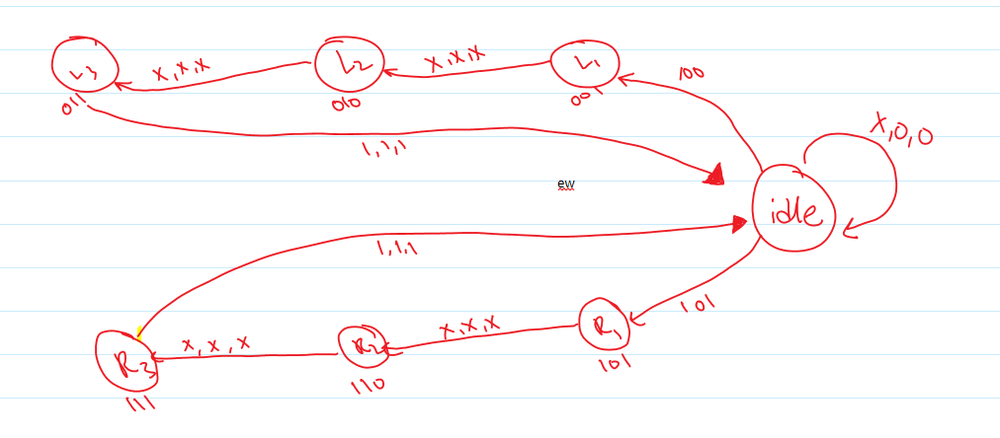 L3
X,X,X
L2
X,X,X
L1
100
011
010
001
1,1,1
X,0,0
ew
idle
1,1,1
101
R1
X,X,X
R2
X,X,X
R3
101
110
111